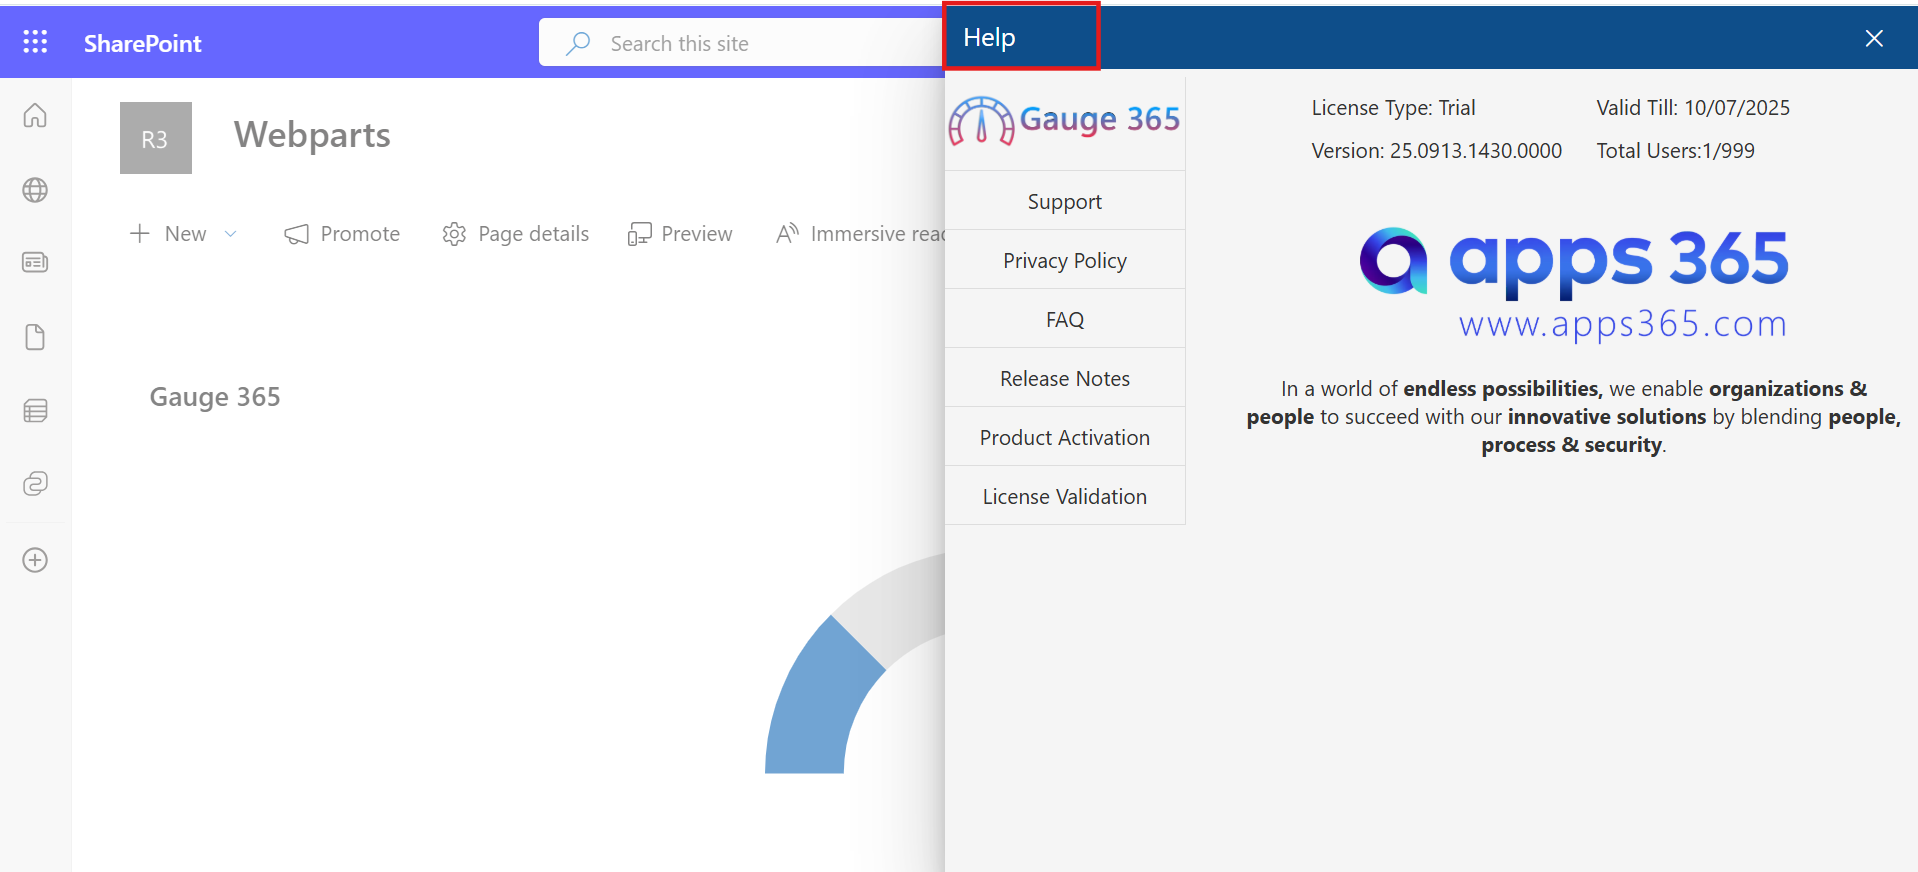 SharePoint
Search this site
R3
Webparts
New
Promote
Page details
Preview
Immersive
Gauge 365
Help
Gauge 365
Support
Privacy Policy
FAQ
Release Notes
Product Activation
License Validation
License Type: Trial
Valid Till: 10/07/2025
Version: 25.0913.1430.0000
Total Users:1/999
apps 365
www.apps365.com
In a world of endless possibilities, we enable organizations &
people to succeed with our innovative solutions by blending people,
process & security.